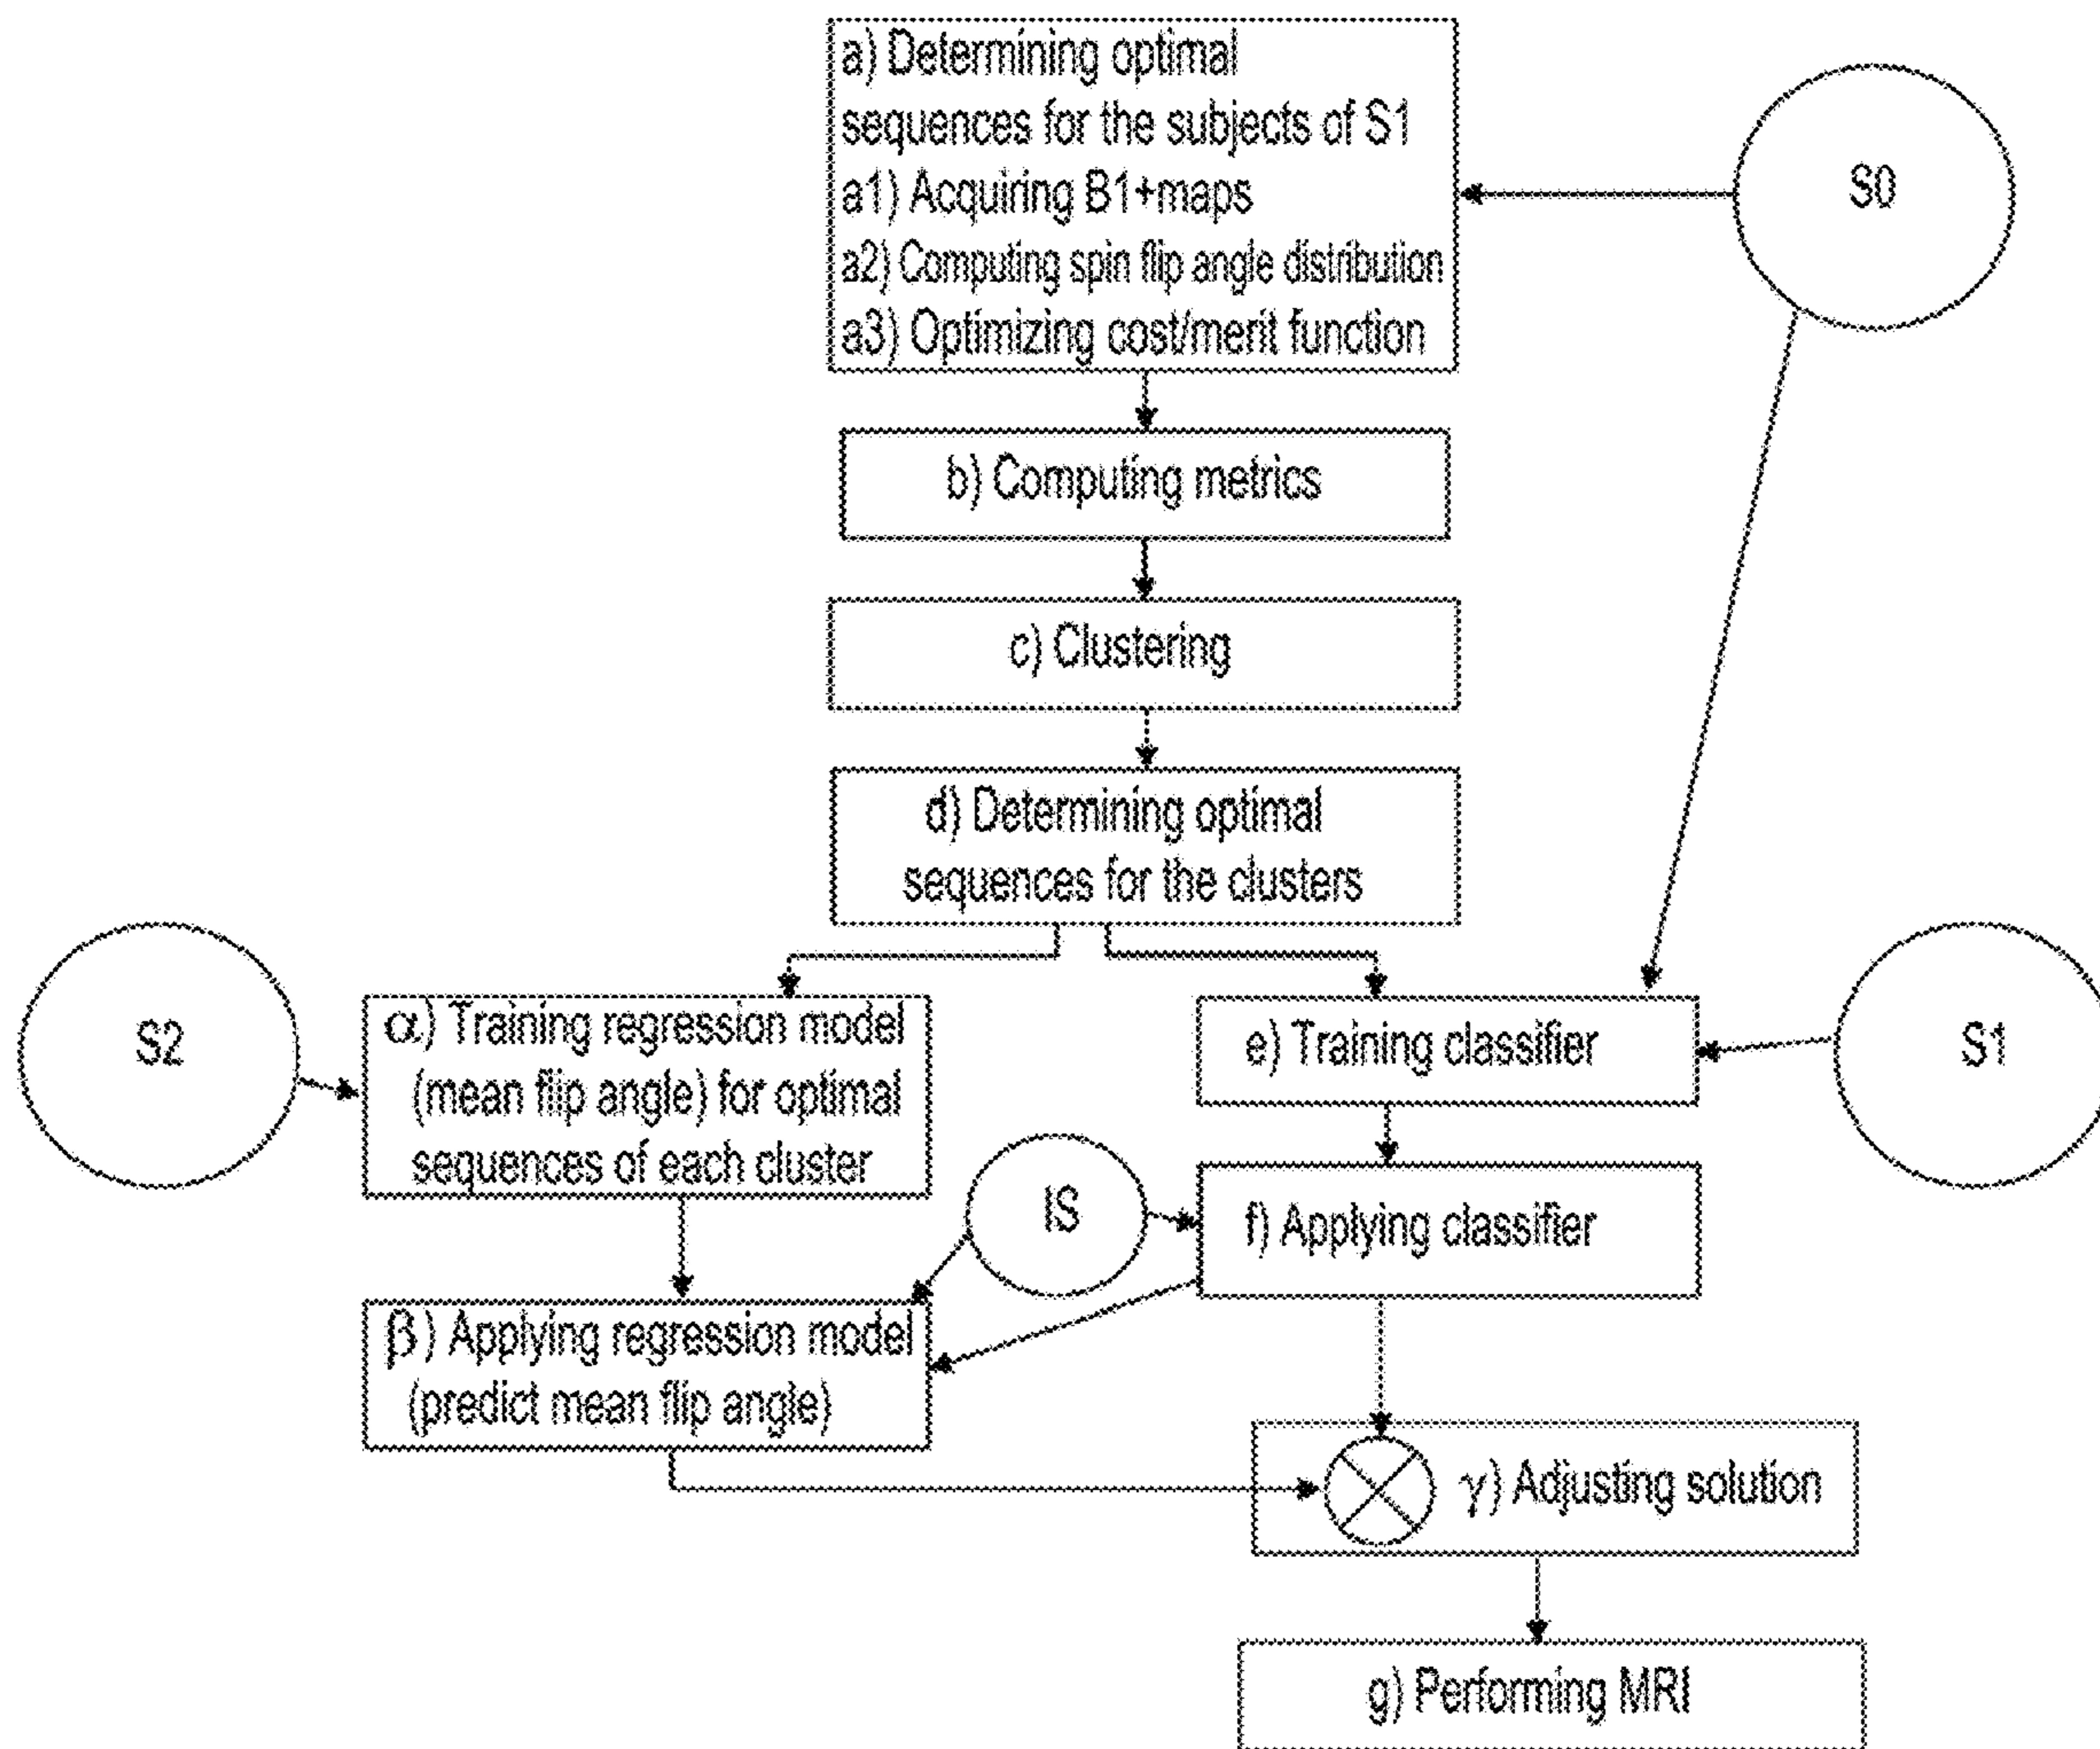 a) Determining optimal
sequences for the subjects of S1
a1) Acquiring B1+maps
a2) Computing spin flip angle distribution
a3) Optimizing cost/merit function
S0
b) Computing metrics
c) Clustering
d) Determining optimal
sequences for the clusters
S2
α) Training regression model
(mean flip angle) for optimal
sequences of each cluster
e) Training classifier
S1
IS
f) Applying classifier
β) Applying regression model
(predict mean flip angle)
γ) Adjusting solution
g) Performing MRI